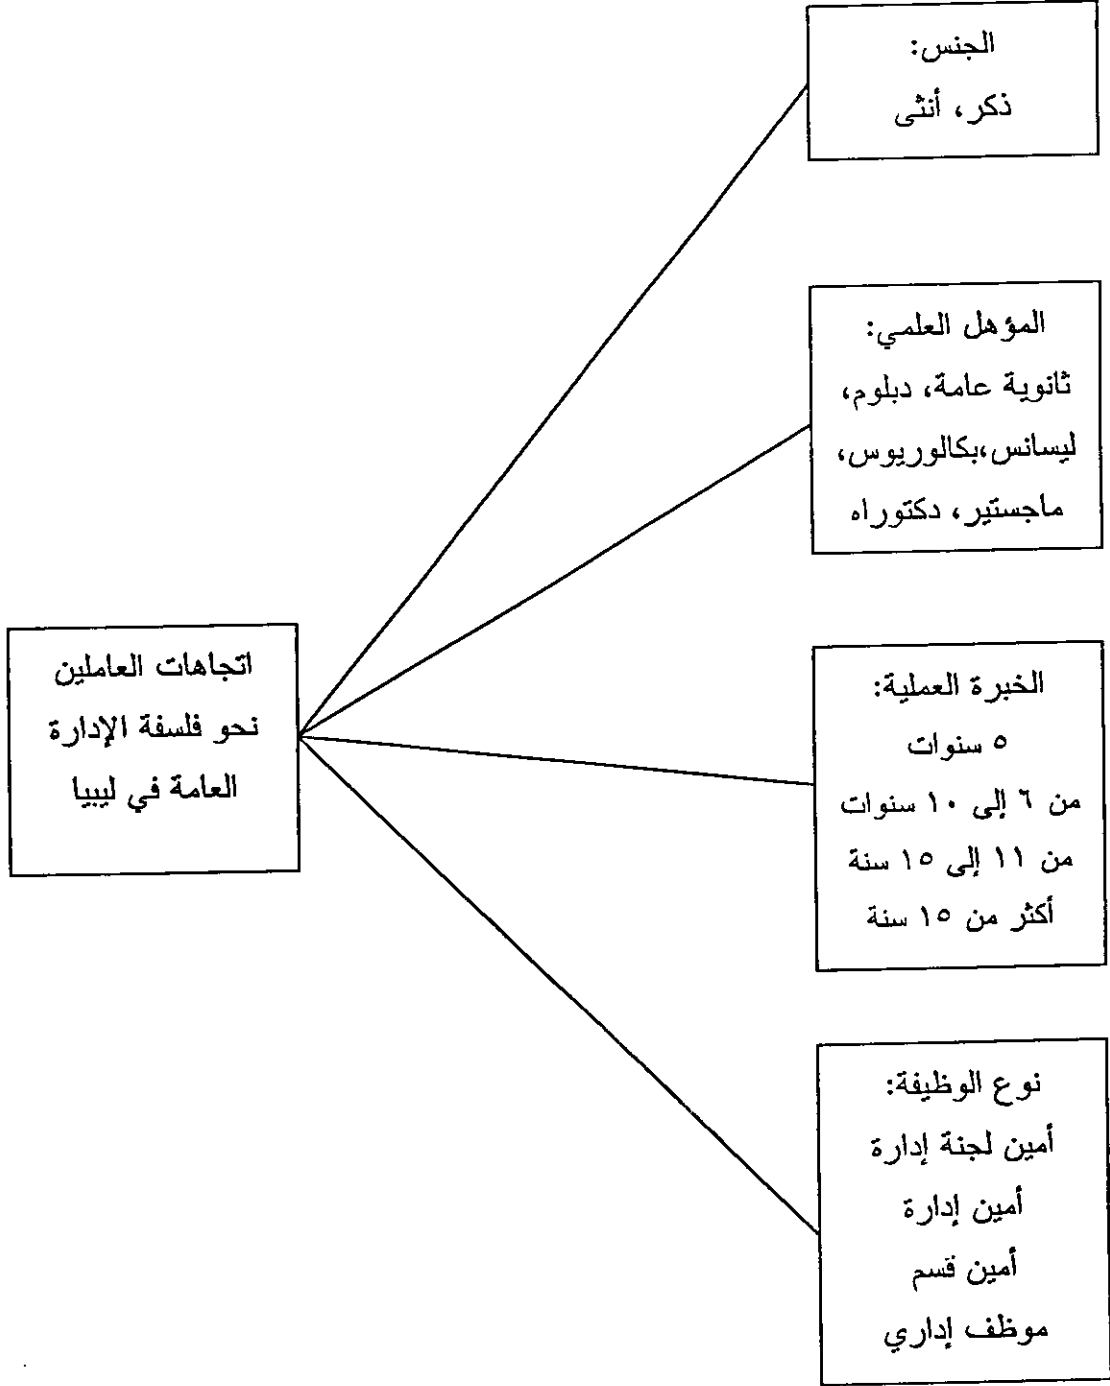 الجنس:
ذكر، أنثى
المؤهل العلمي:
ثانوية عامة، دبلوم،
ليسانس،بكالوريوس،
ماجستير، دكتوراه
الخبرة العملية:
٥ سنوات
من ٦ إلى ١٠ سنوات
من ١١ إلى ١٥ سنة
أكثر من ١٥ سنة
نوع الوظيفة:
أمين لجنة إدارة
أمين إدارة
أمين قسم
موظف إداري
اتجاهات العاملين
نحو فلسفة الإدارة
العامة في ليبيا